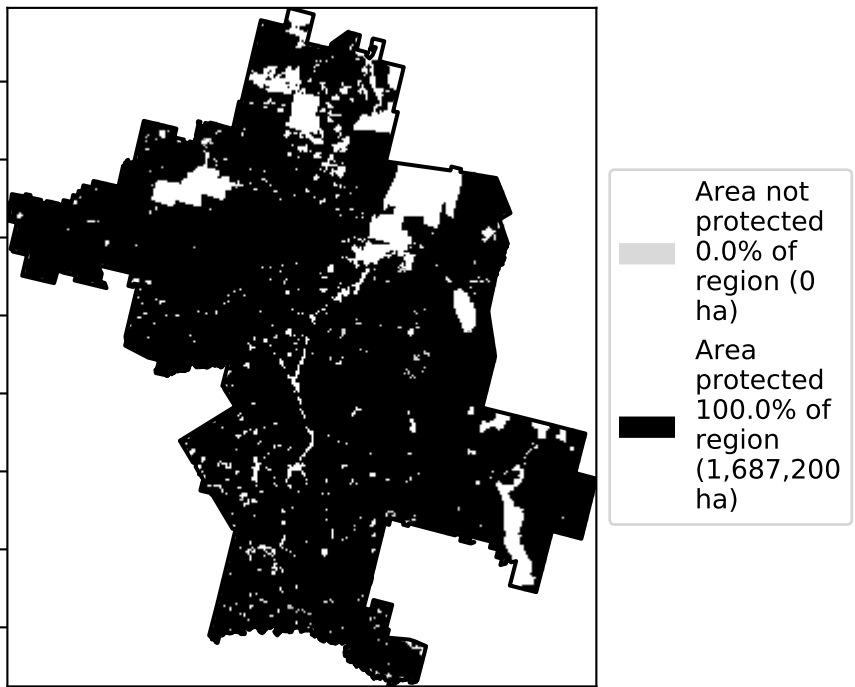 Area not
protected
0.0% of
region (0
ha)
Area
protected
100.0% of
region
(1,687,200
ha)